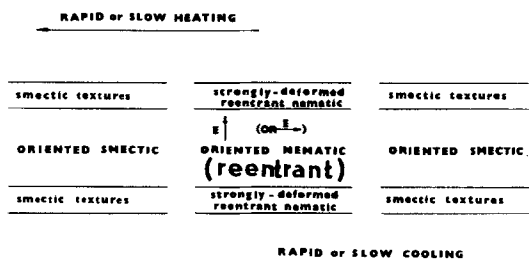 RAPID or SLOW HEATING
smectic textures
strongly-deformed
reentrant nematic
smectic textures
E (OR E)
ORIENTED SMECTIC
ORIENTED NEMATIC
(reentrant)
ORIENTED SMECTIC
smectic textures
strongly-deformed
reentrant nematic
smectic textures
RAPID or SLOW COOLING